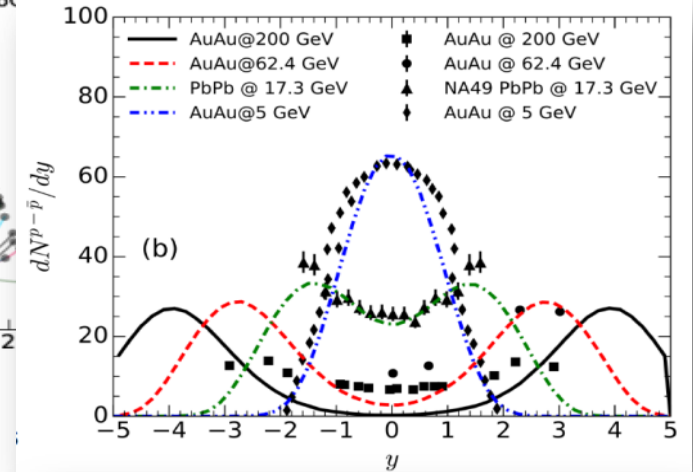 100
AuAu@200 GeV AuAu @ 200 GeV
AuAu@62.4 GeV AuAu @ 62.4 GeV
80
PbPb @ 17.3 GeV NA49 PbPb @ 17.3 GeV
AuAu@5 GeV AuAu @ 5 GeV
60
dN^{p−p̄}/dy
(b)
40
20
2
0
−5 −4 −3 −2 −1 0 1 2 3 4 5
y